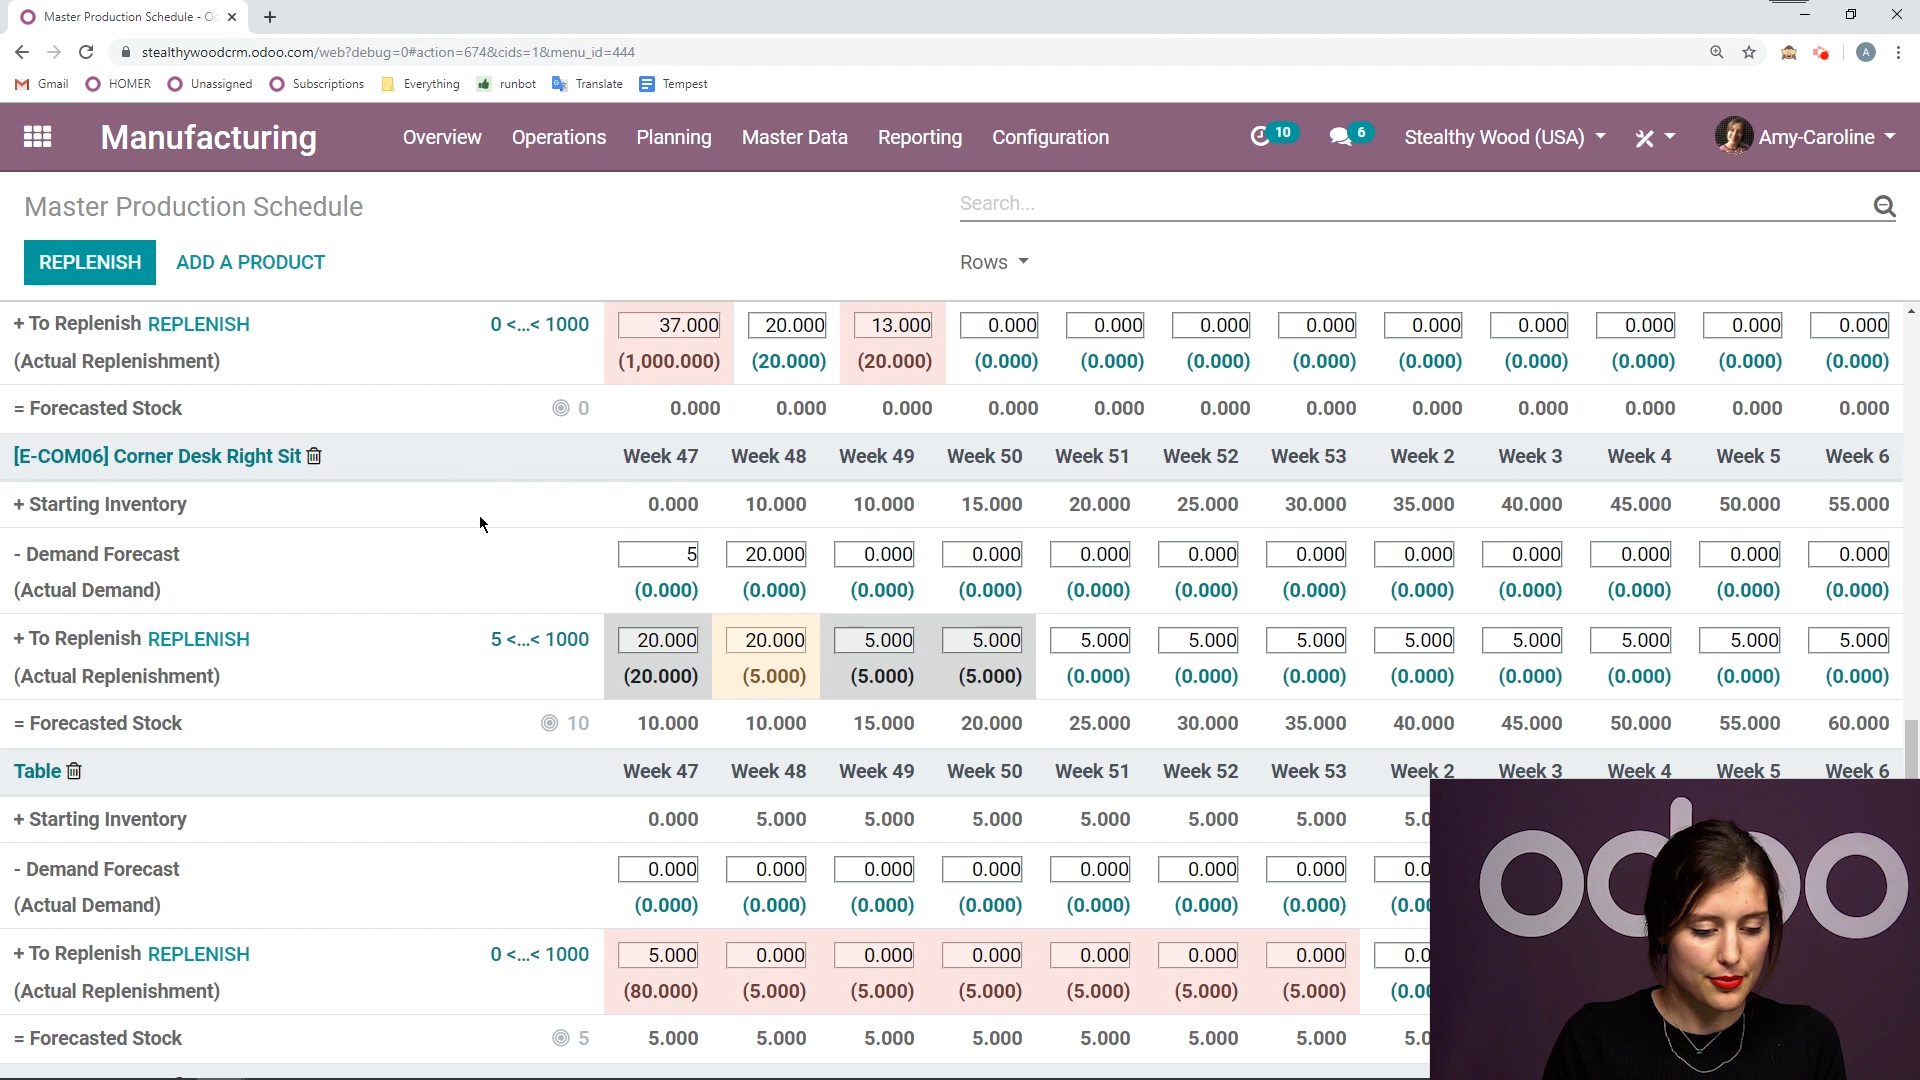 Master Production Schedule - Oc
stealthywoodcrm.odoo.com/web?debug=0#action=674&cids=1&menu_id=444
A
Gmail HOMER Unassigned Subscriptions Everything runbot Translate Tempest
Manufacturing Overview Operations Planning Master Data Reporting Configuration 10 6 Stealthy Wood (USA) Amy-Caroline
Master Production Schedule Search...
REPLENISH ADD A PRODUCT Rows
+ To Replenish REPLENISH 0 <...< 1000 37.000 20.000 13.000 0.000 0.000 0.000 0.000 0.000 0.000 0.000 0.000 0.000
(Actual Replenishment) (1,000.000) (20.000) (20.000) (0.000) (0.000) (0.000) (0.000) (0.000) (0.000) (0.000) (0.000) (0.000)
= Forecasted Stock 0 0.000 0.000 0.000 0.000 0.000 0.000 0.000 0.000 0.000 0.000 0.000 0.000
[E-COM06] Corner Desk Right Sit Week 47 Week 48 Week 49 Week 50 Week 51 Week 52 Week 53 Week 2 Week 3 Week 4 Week 5 Week 6
+ Starting Inventory 0.000 10.000 10.000 15.000 20.000 25.000 30.000 35.000 40.000 45.000 50.000 55.000
- Demand Forecast 5 20.000 0.000 0.000 0.000 0.000 0.000 0.000 0.000 0.000 0.000 0.000
(Actual Demand) (0.000) (0.000) (0.000) (0.000) (0.000) (0.000) (0.000) (0.000) (0.000) (0.000) (0.000) (0.000)
+ To Replenish REPLENISH 5 <...< 1000 20.000 20.000 5.000 5.000 5.000 5.000 5.000 5.000 5.000 5.000 5.000 5.000
(Actual Replenishment) (20.000) (5.000) (5.000) (5.000) (0.000) (0.000) (0.000) (0.000) (0.000) (0.000) (0.000) (0.000)
= Forecasted Stock 10 10.000 10.000 15.000 20.000 25.000 30.000 35.000 40.000 45.000 50.000 55.000 60.000
Table Week 47 Week 48 Week 49 Week 50 Week 51 Week 52 Week 53 Week 2 Week 3 Week 4 Week 5 Week 6
+ Starting Inventory 0.000 5.000 5.000 5.000 5.000 5.000 5.000 5.0
- Demand Forecast 0.000 0.000 0.000 0.000 0.000 0.000 0.000 0.0
(Actual Demand) (0.000) (0.000) (0.000) (0.000) (0.000) (0.000) (0.000) (0.00
+ To Replenish REPLENISH 0 <...< 1000 5.000 0.000 0.000 0.000 0.000 0.000 0.000 0.0
(Actual Replenishment) (80.000) (5.000) (5.000) (5.000) (5.000) (5.000) (5.000) (0.00
= Forecasted Stock 5 5.000 5.000 5.000 5.000 5.000 5.000 5.000 5.0
odoo